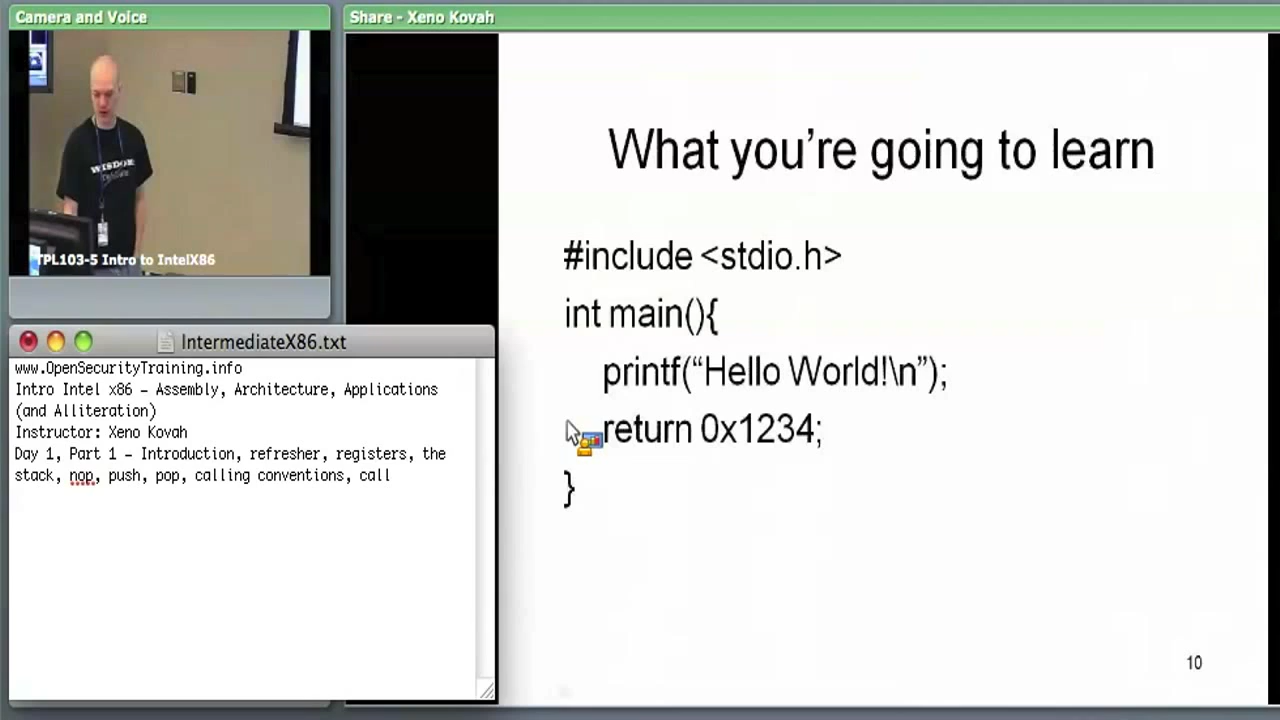 Camera and Voice
WISDOM
TPL103-5 Intro to IntelX86
IntermediateX86.txt
www.OpenSecurityTraining.info
Intro Intel x86 – Assembly, Architecture, Applications
(and Alliteration)
Instructor: Xeno Kovah
Day 1, Part 1 – Introduction, refresher, registers, the
stack, nop, push, pop, calling conventions, call
Share - Xeno Kovah
What you’re going to learn
#include <stdio.h>
int main(){
printf(“Hello World!\n”);
return 0x1234;
}
10